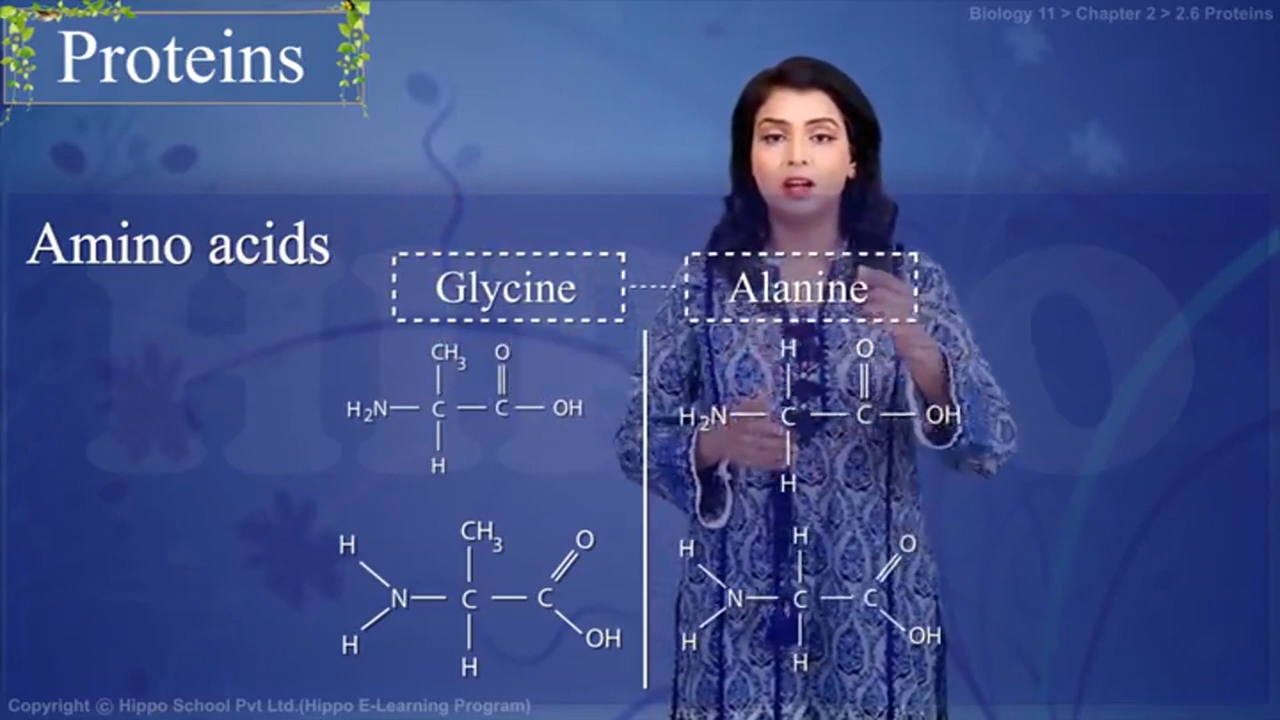 Biology 11 > Chapter 2 > 2.6 Proteins
Proteins
Amino acids
Glycine
Alanine
CH3 O
H2N C C OH
H
H O
H2N C C OH
H
H CH3 O
N C C
H H OH
H H O
N C C
H H OH
Copyright © Hippo School Pvt Ltd.(Hippo E-Learning Program)